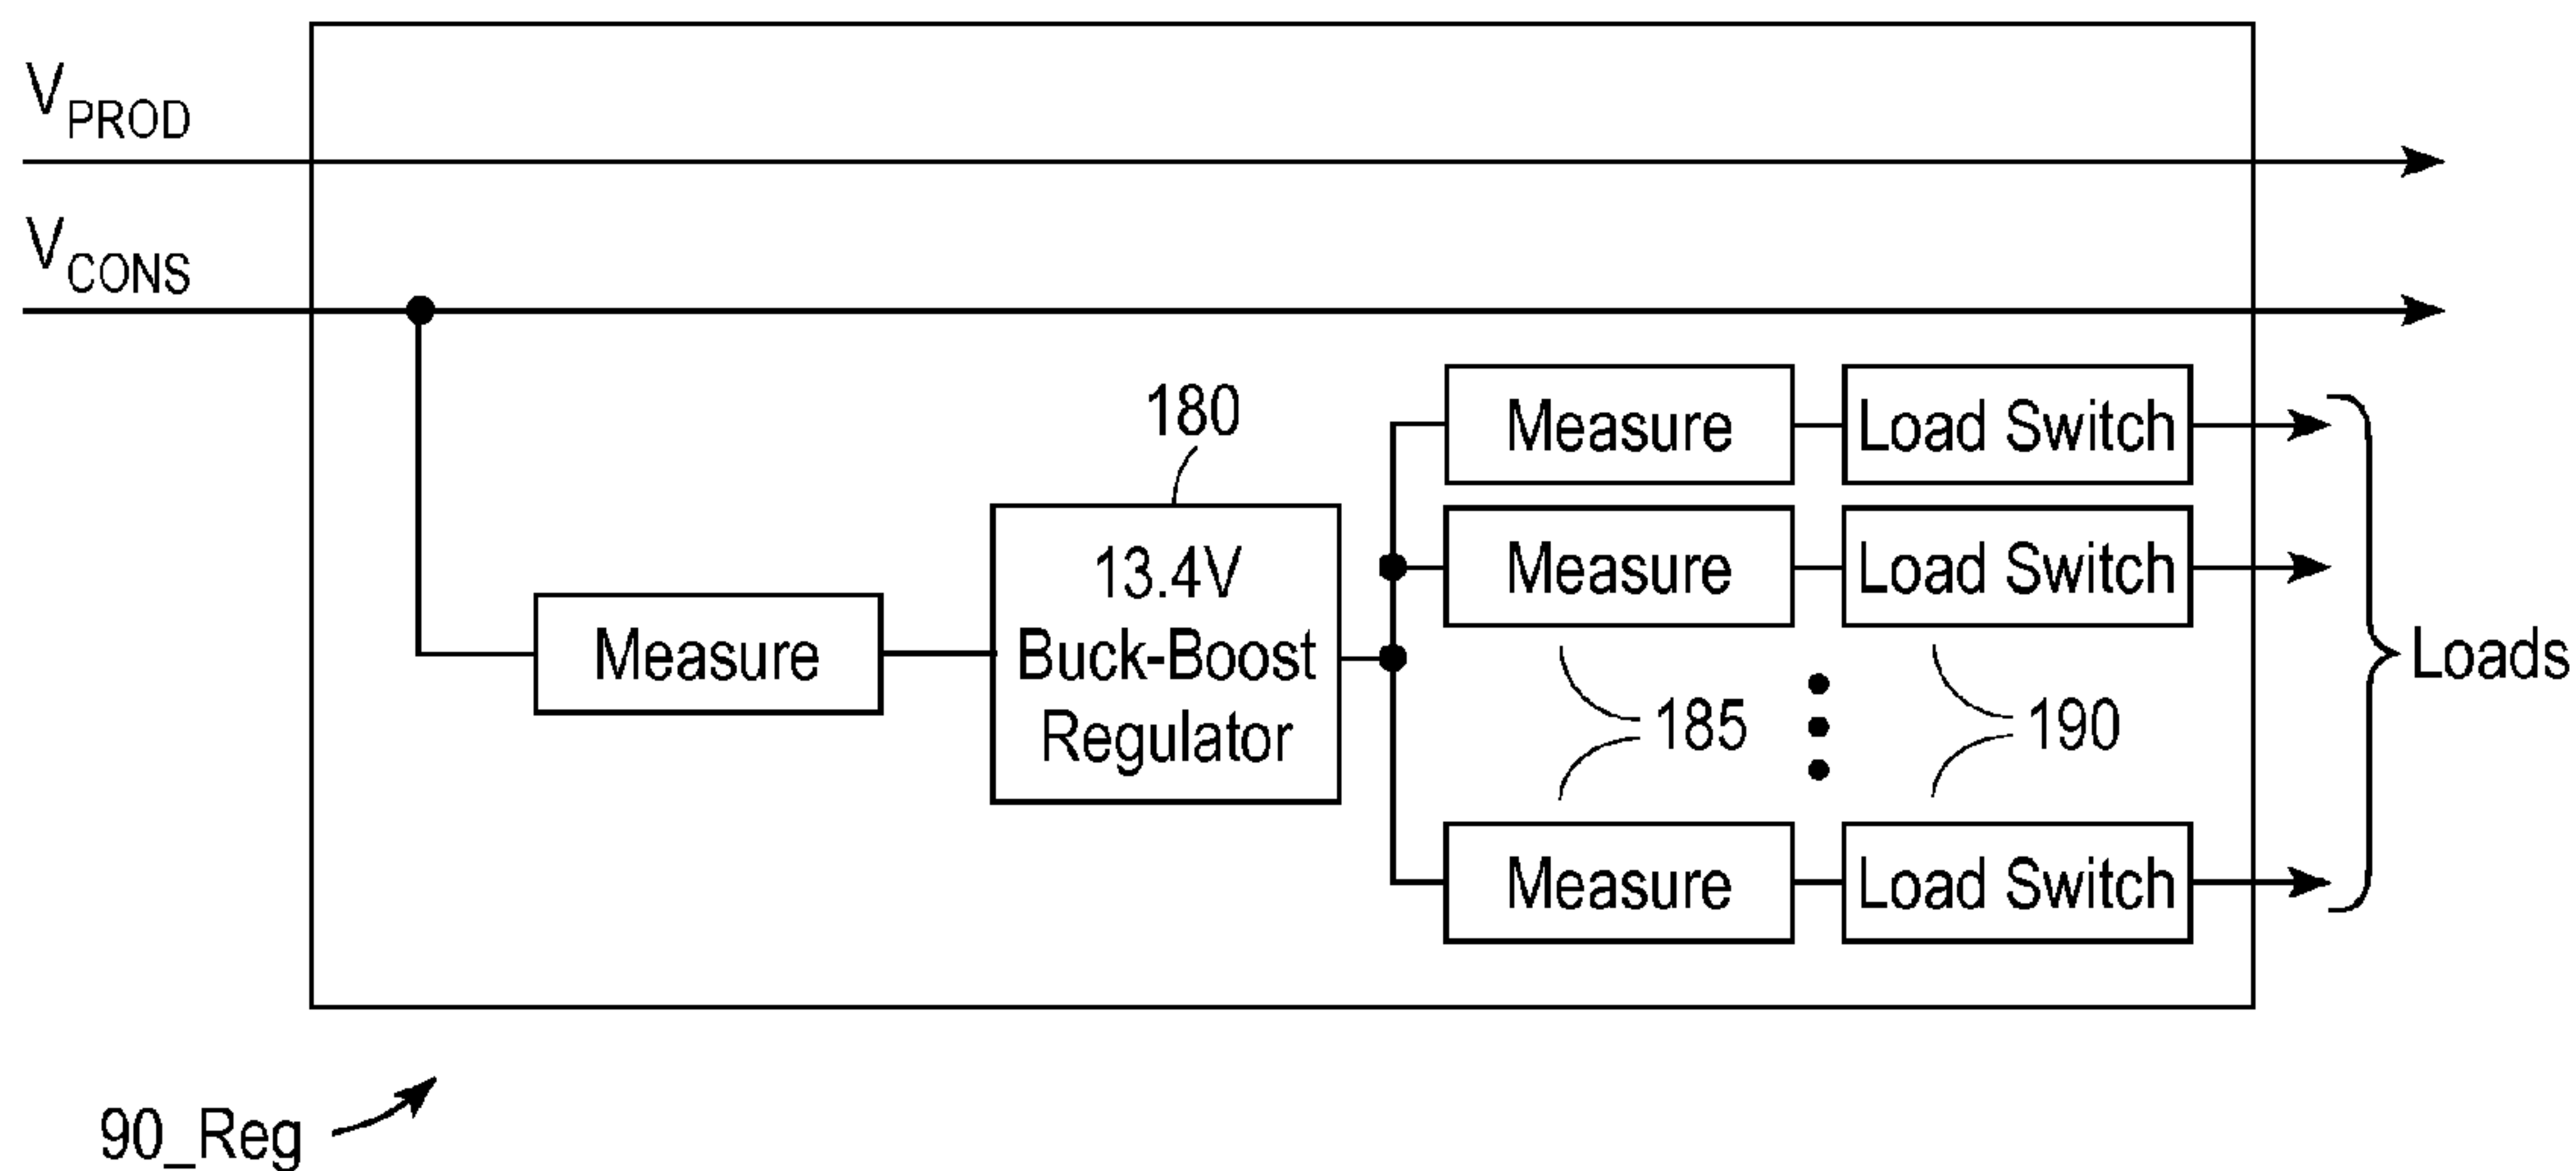 VPROD
VCONS
180
Measure Load Switch
13.4V
Buck-Boost
Regulator
Measure Load Switch
Measure
185
190
Loads
Measure Load Switch
90_Reg